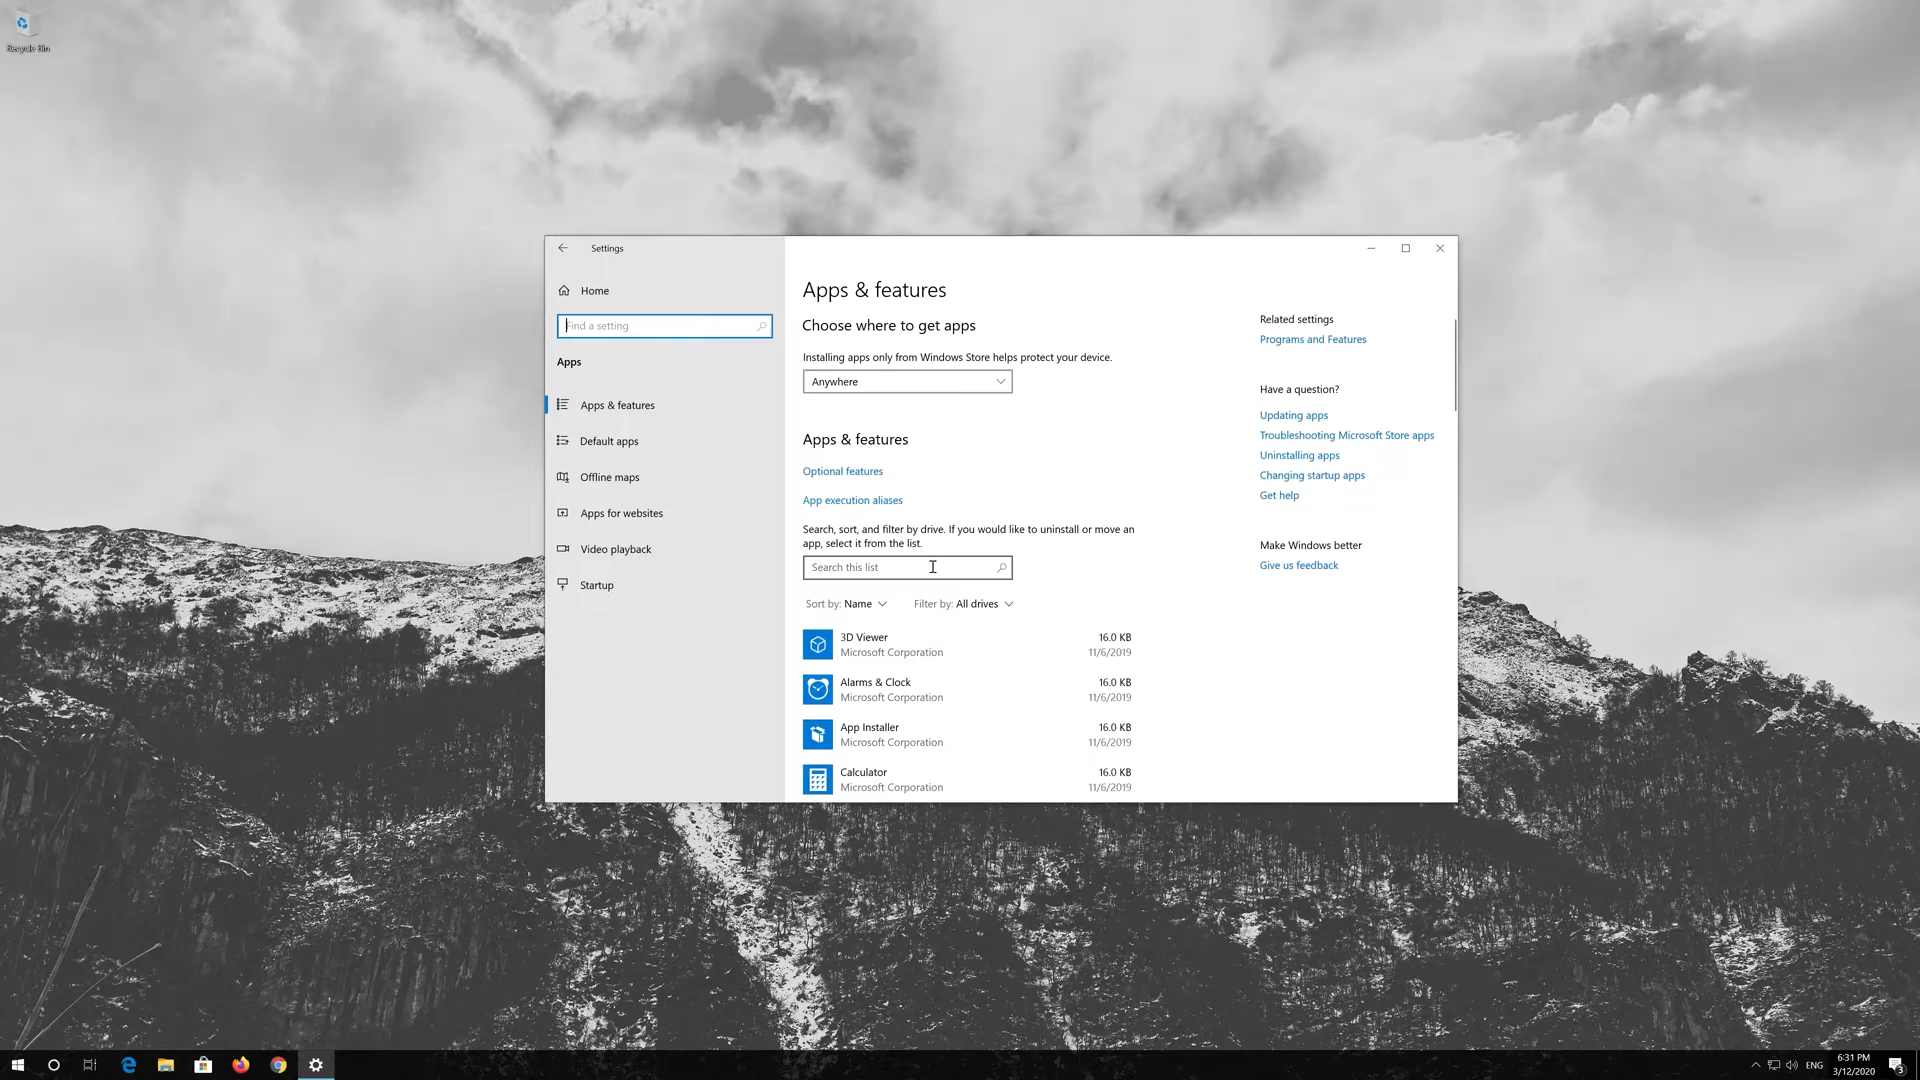 Recycle Bin
Settings
Home
Find a setting
Apps
Apps & features
Default apps
Offline maps
Apps for websites
Video playback
Startup
Apps & features
Choose where to get apps
Installing apps only from Windows Store helps protect your device.
Anywhere
Apps & features
Optional features
App execution aliases
Search, sort, and filter by drive. If you would like to uninstall or move an
app, select it from the list.
Search this list
Sort by: Name Filter by: All drives
3D Viewer 16.0 KB
Microsoft Corporation 11/6/2019
Alarms & Clock 16.0 KB
Microsoft Corporation 11/6/2019
App Installer 16.0 KB
Microsoft Corporation 11/6/2019
Calculator 16.0 KB
Microsoft Corporation 11/6/2019
Related settings
Programs and Features
Have a question?
Updating apps
Troubleshooting Microsoft Store apps
Uninstalling apps
Changing startup apps
Get help
Make Windows better
Give us feedback
ENG
6:31 PM
3/12/2020
3